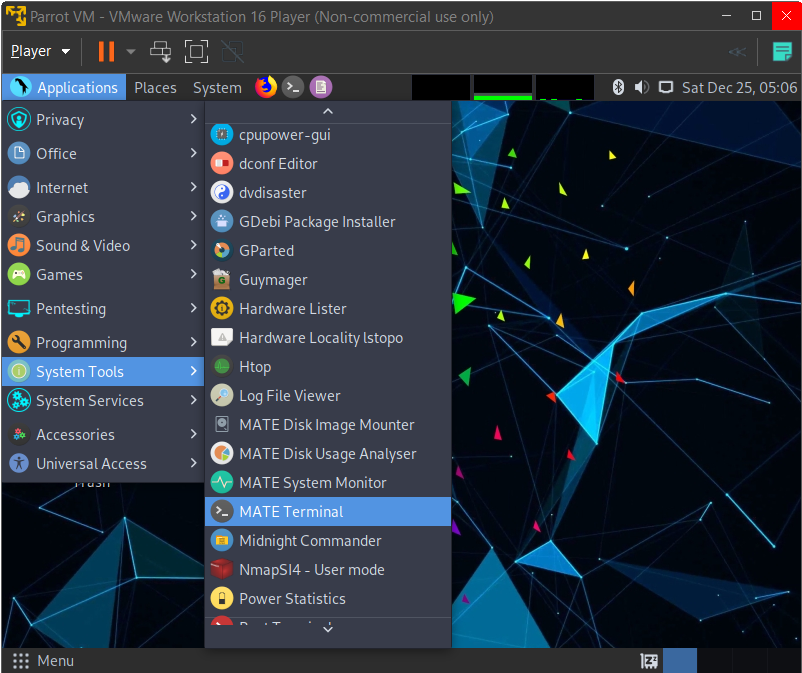 Parrot VM - VMware Workstation 16 Player (Non-commercial use only)
Player
Applications Places System Sat Dec 25, 05:06
Privacy
Office
Internet
Graphics
Sound & Video
Games
Pentesting
Programming
System Tools
System Services
Accessories
Universal Access
Trash
cpupower-gui
dconf Editor
dvdisaster
GDebi Package Installer
GParted
Guymager
Hardware Lister
Hardware Locality lstopo
Htop
Log File Viewer
MATE Disk Image Mounter
MATE Disk Usage Analyser
MATE System Monitor
MATE Terminal
Midnight Commander
NmapSI4 - User mode
Power Statistics
Menu